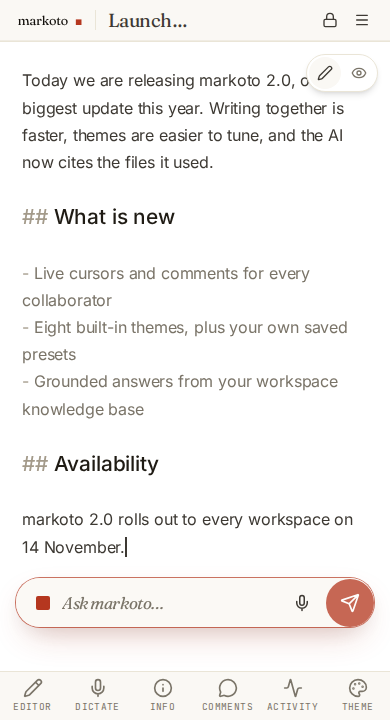 markoto Launch...
Today we are releasing markoto 2.0,
biggest update this year. Writing together is
faster, themes are easier to tune, and the AI
now cites the files it used.
## What is new
- Live cursors and comments for every
collaborator
- Eight built-in themes, plus your own saved
presets
- Grounded answers from your workspace
knowledge base
## Availability
markoto 2.0 rolls out to every workspace on
14 November.
Ask markoto...
EDITOR DICTATE INFO COMMENTS ACTIVITY THEME